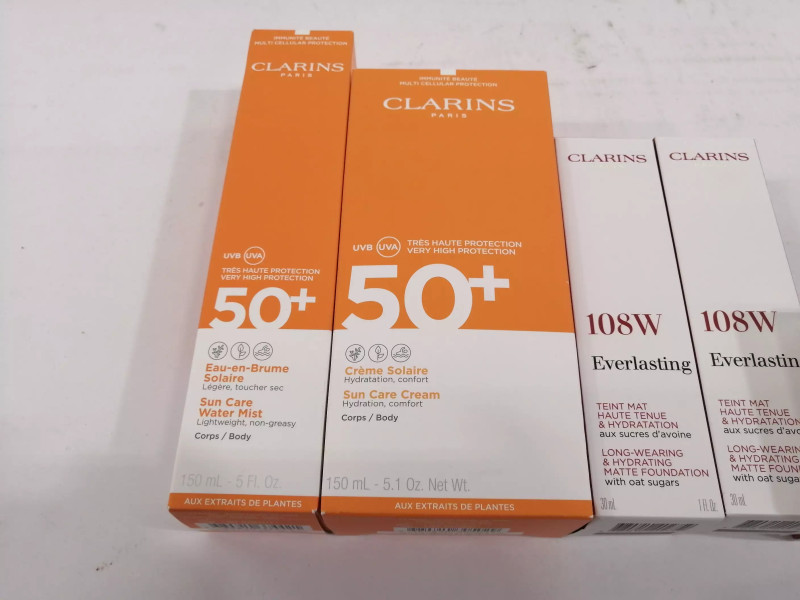 IMMUNITÉ BEAUTÉ
MULTI CELLULAR PROTECTION
CLARINS
PARIS
UVB UVA
TRÈS HAUTE PROTECTION
VERY HIGH PROTECTION
50+
Eau-en-Brume
Solaire
Légère, toucher sec
Sun Care
Water Mist
Lightweight, non-greasy
Corps / Body
150 mL - 5 Fl. Oz.
AUX EXTRAITS DE PLANTES
IMMUNITÉ BEAUTÉ
MULTI CELLULAR PROTECTION
CLARINS
PARIS
UVB UVA
TRÈS HAUTE PROTECTION
VERY HIGH PROTECTION
50+
Crème Solaire
Hydratation, confort
Sun Care Cream
Hydration, comfort
Corps / Body
150 mL - 5.1 Oz. Net Wt.
AUX EXTRAITS DE PLANTES
CLARINS
108W
Everlasting
TEINT MAT
HAUTE TENUE
& HYDRATATION
aux sucres d'avoine
LONG-WEARING
& HYDRATING
MATTE FOUNDATION
with oat sugars
30 ml 1 Fl. Oz.
CLARINS
108W
Everlastin
TEINT MAT
HAUTE TENUE
& HYDRATATION
aux sucres d'avo
LONG-WEARIN
& HYDRATING
MATTE FOUN
with oat suga
30 ml